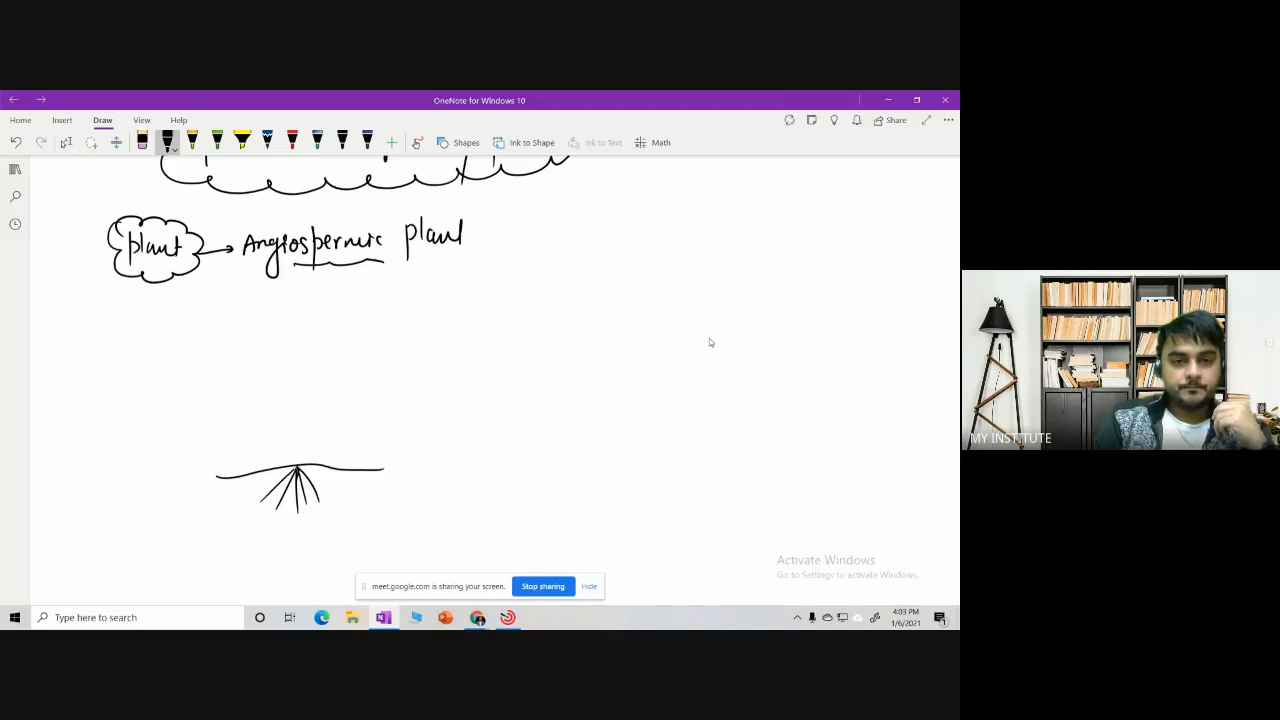 OneNote for Windows 10
Home Insert Draw View Help Share
Shapes Ink to Shape Ink to Text Math
plant → Angiospermic plant
MY INSTITUTE
Activate Windows
Go to Settings to activate Windows.
meet.google.com is sharing your screen. Stop sharing Hide
Type here to search
4:03 PM
1/6/2021